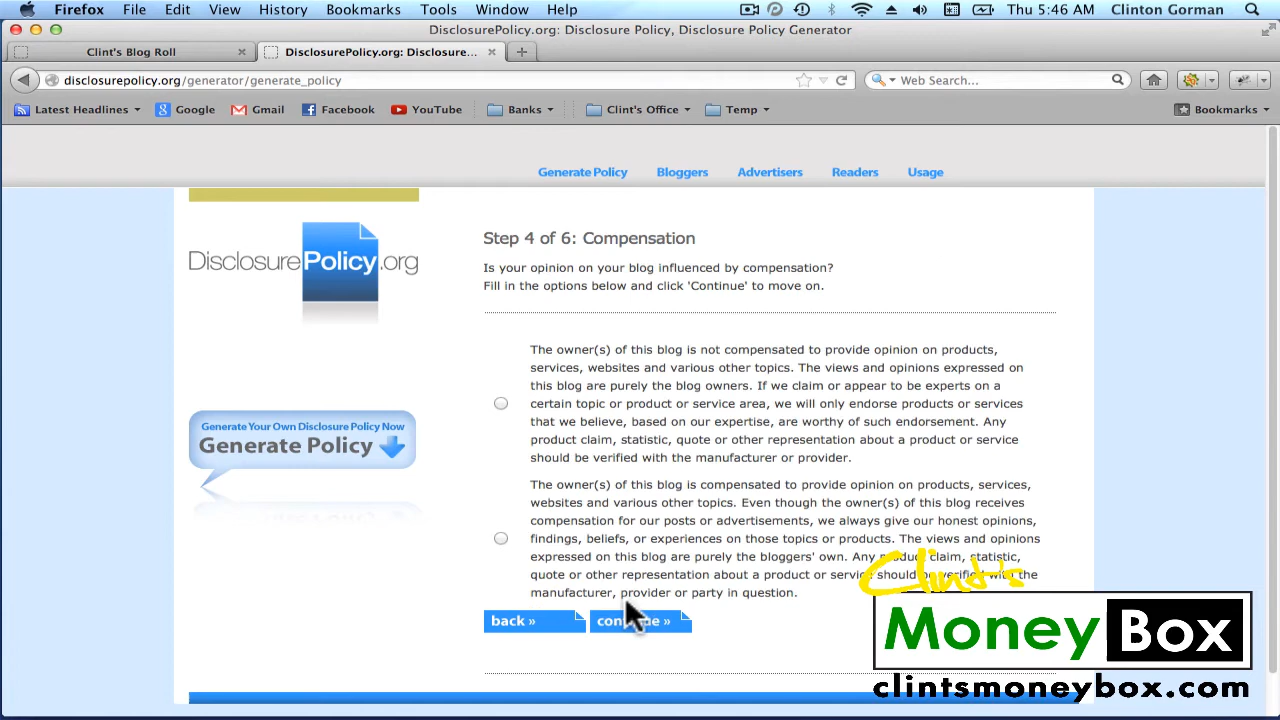 Firefox File Edit View History Bookmarks Tools Window Help Thu 5:46 AM Clinton Gorman
DisclosurePolicy.org: Disclosure Policy, Disclosure Policy Generator
Clint's Blog Roll DisclosurePolicy.org: Disclosure...
disclosurepolicy.org/generator/generate_policy Web Search...
Latest Headlines Google Gmail Facebook YouTube Banks Clint's Office Temp Bookmarks
Generate Policy Bloggers Advertisers Readers Usage
DisclosurePolicy.org
Generate Your Own Disclosure Policy Now
Generate Policy
Step 4 of 6: Compensation
Is your opinion on your blog influenced by compensation?
Fill in the options below and click 'Continue' to move on.
The owner(s) of this blog is not compensated to provide opinion on products,
services, websites and various other topics. The views and opinions expressed on
this blog are purely the blog owners. If we claim or appear to be experts on a
certain topic or product or service area, we will only endorse products or services
that we believe, based on our expertise, are worthy of such endorsement. Any
product claim, statistic, quote or other representation about a product or service
should be verified with the manufacturer or provider.
The owner(s) of this blog is compensated to provide opinion on products, services,
websites and various other topics. Even though the owner(s) of this blog receives
compensation for our posts or advertisements, we always give our honest opinions,
findings, beliefs, or experiences on those topics or products. The views and opinions
expressed on this blog are purely the bloggers' own. Any product claim, statistic,
quote or other representation about a product or service should be verified with the
manufacturer, provider or party in question.
back » continue »
Clint's
Money Box
clintsmoneybox.com